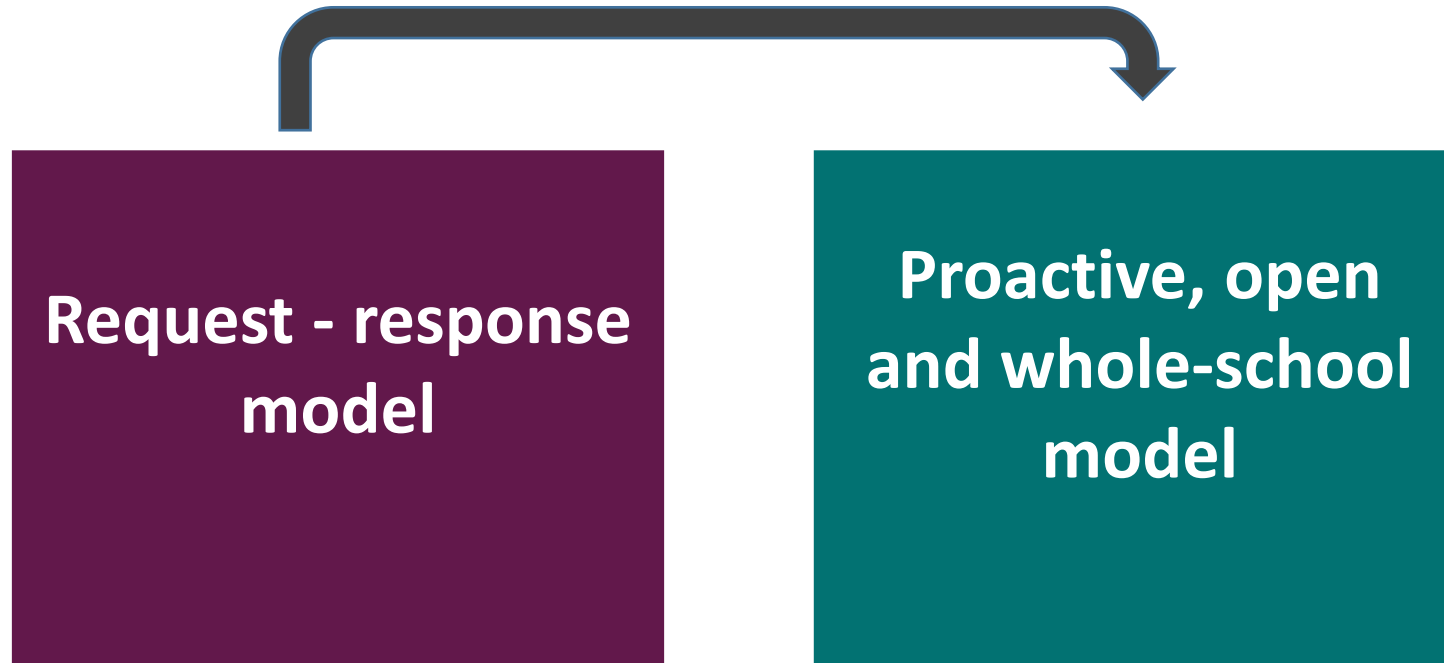 Request - response
model
Proactive, open
and whole-school
model